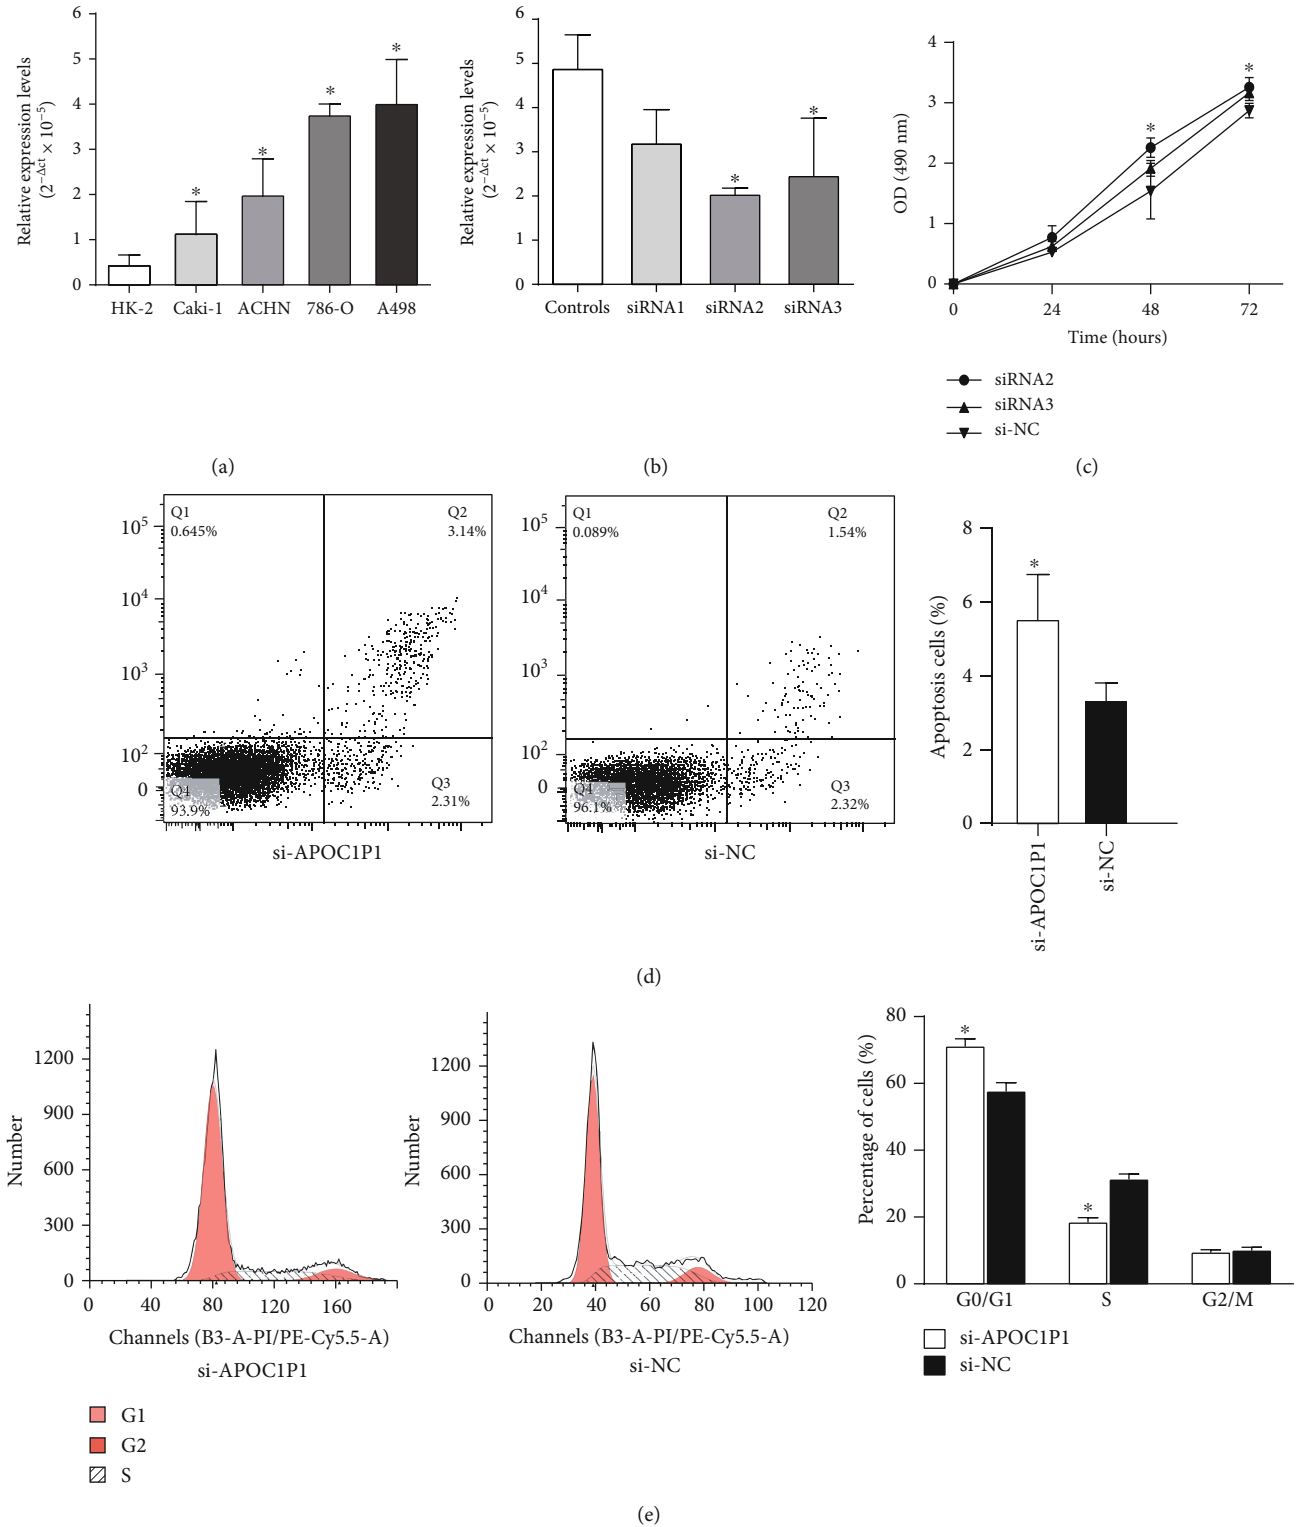 6
5
4
3
2
1
0
Relative expression levels
(2^−Δct × 10^−5)
*
*
*
*
HK-2 Caki-1 ACHN 786-O A498
(a)
6
5
4
3
2
1
0
Relative expression levels
(2^−Δct × 10^−5)
*
*
Controls siRNA1 siRNA2 siRNA3
(b)
4
3
2
1
0
OD (490 nm)
*
*
0 24 48 72
Time (hours)
siRNA2
siRNA3
si-NC
(c)
10^5
10^4
10^3
10^2
0
Q1
0.645%
Q2
3.14%
Q3
2.31%
Q4
93.9%
si-APOC1P1
10^5
10^4
10^3
10^2
0
Q1
0.089%
Q2
1.54%
Q3
2.32%
Q4
96.1%
si-NC
8
6
4
2
0
Apoptosis cells (%)
*
si-APOC1P1
si-NC
(d)
1200
900
600
300
0
Number
0 40 80 120 160
Channels (B3-A-PI/PE-Cy5.5-A)
si-APOC1P1
1200
900
600
300
0
Number
0 20 40 60 80 100 120
Channels (B3-A-PI/PE-Cy5.5-A)
si-NC
G1
G2
S
80
60
40
20
0
Percentage of cells (%)
*
*
G0/G1 S G2/M
si-APOC1P1
si-NC
(e)